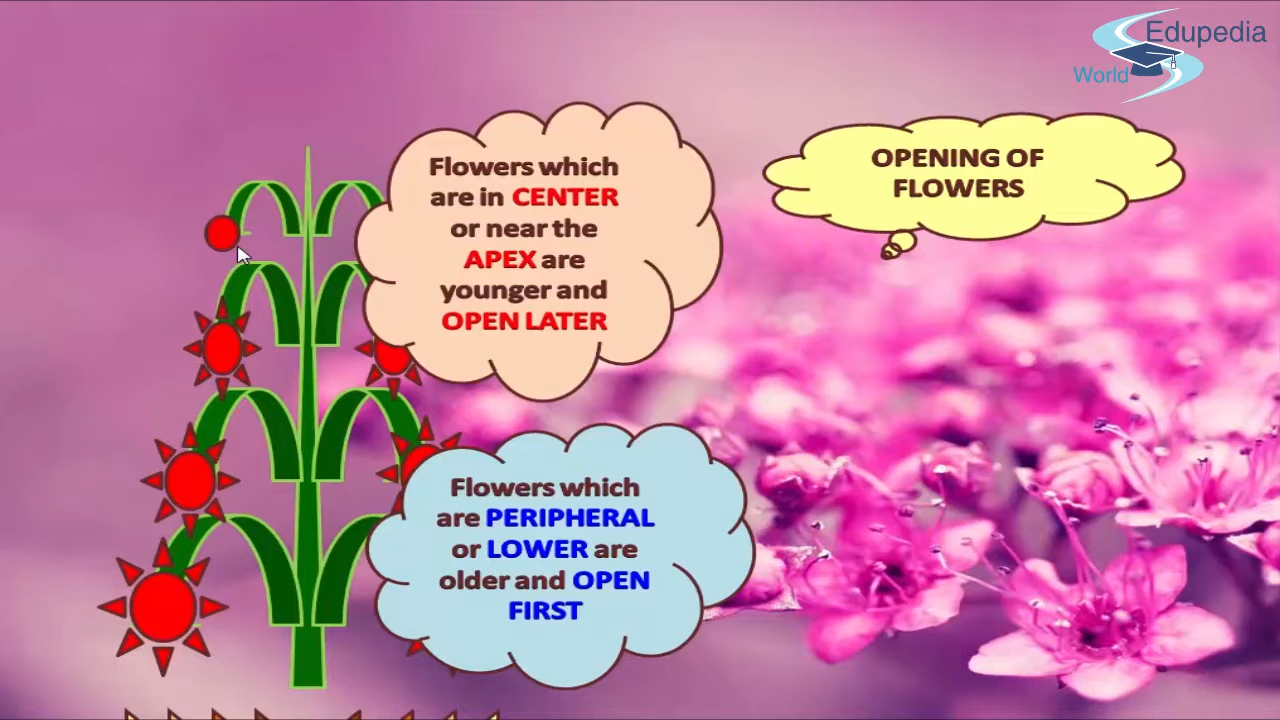 Edupedia
World
OPENING OF
FLOWERS
Flowers which
are in CENTER
or near the
APEX are
younger and
OPEN LATER
Flowers which
are PERIPHERAL
or LOWER are
older and OPEN
FIRST